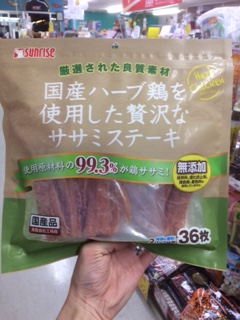 Sunrise
厳選された良質素材
国産ハーブ鶏を
使用した贅沢な
ササミステーキ
使用原材料の99.3%が鶏ササミ!
無添加
国産品
36枚